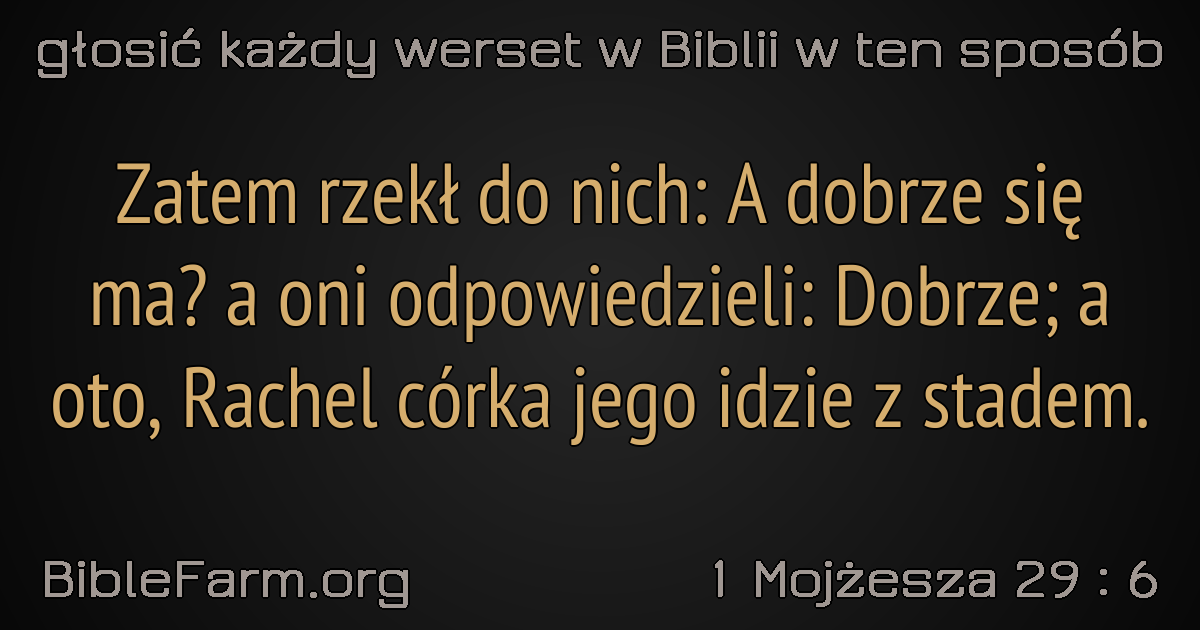 głosić każdy werset w Biblii w ten sposób
Zatem rzekł do nich: A dobrze się
ma? a oni odpowiedzieli: Dobrze; a
oto, Rachel córka jego idzie z stadem.
BibleFarm.org
1 Mojżesza 29 : 6